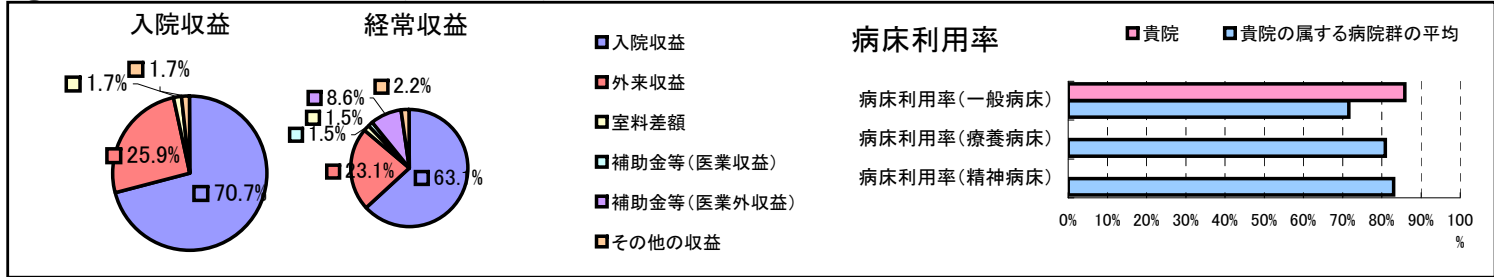 入院収益
1.7%
1.7%
25.9%
70.7%
経常収益
2.2%
8.6%
1.5%
1.5%
23.1%
63.1%
入院収益
外来収益
室料差額
補助金等(医業収益)
補助金等(医業外収益)
その他の収益
病床利用率
貴院
貴院の属する病院群の平均
病床利用率(一般病床)
病床利用率(療養病床)
病床利用率(精神病床)
0% 10% 20% 30% 40% 50% 60% 70% 80% 90% 100
%